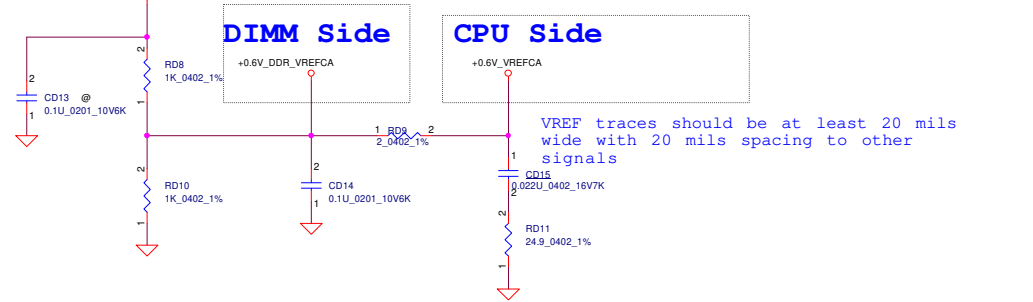 DIMM Side
CPU Side
+0.6V_DDR_VREFCA
+0.6V_VREFCA
2
RD8
1K_0402_1%
1
2
CD13 @
0.1U_0201_10V6K
1
1 RD9 2
2_0402_1%
VREF traces should be at least 20 mils
wide with 20 mils spacing to other
signals
2
RD10
1K_0402_1%
1
2
CD14
0.1U_0201_10V6K
1
1
CD15
0.022U_0402_16V7K
2
2
RD11
24.9_0402_1%
1